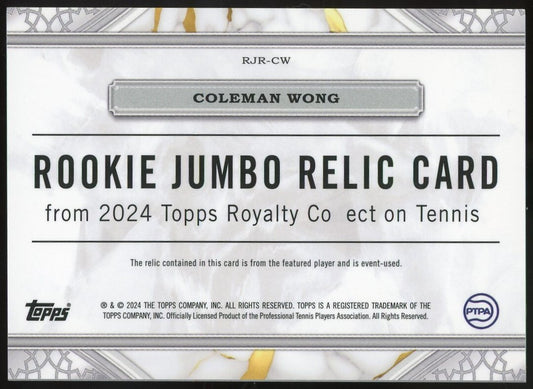 RJR-CW
COLEMAN WONG
ROOKIE JUMBO RELIC CARD
from 2024 Topps Royalty Co ect on Tennis
The relic contained in this card is from the featured player and is event-used.
topps
® & © 2024 THE TOPPS COMPANY, INC. ALL RIGHTS RESERVED. TOPPS IS A REGISTERED TRADEMARK OF THE
TOPPS COMPANY, INC. Officially Licensed Product of the Professional Tennis Players Association. All Rights Reserved.
PTPA